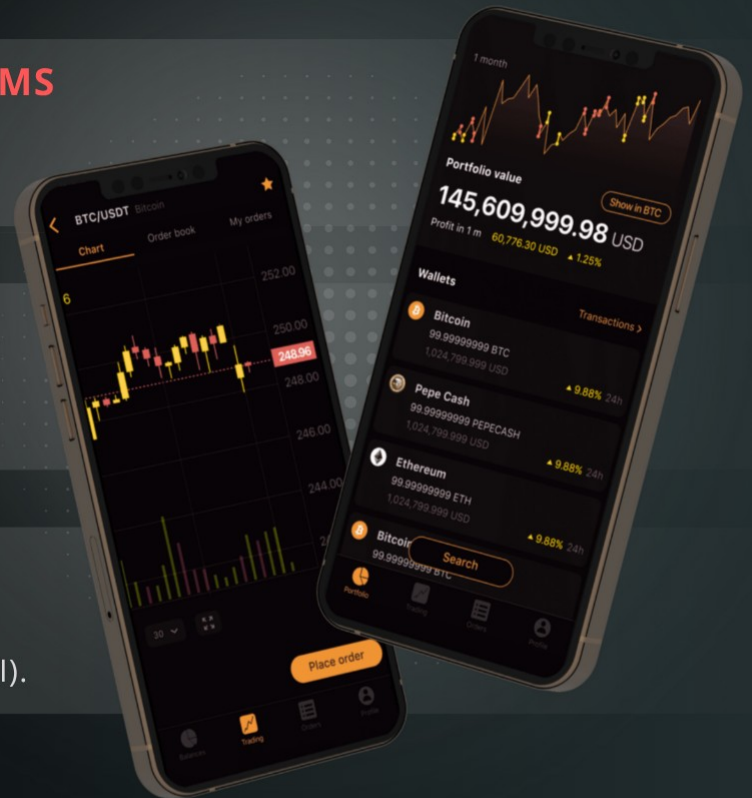 MS
l).
BTC/USDT Bitcoin
Chart
Order book
My orders
6
252.00
250.00
248.96
248.00
246.00
244.00
30
Place order
Balances
Trading
Orders
Profile
1 month
Portfolio value
145,609,999.98 USD
Show in BTC
Profit in 1 m 60,776.30 USD ▲ 1.25%
Wallets
Transactions >
Bitcoin
99.99999999 BTC
1,024,799.999 USD
▲ 9.88% 24h
Pepe Cash
99.99999999 PEPECASH
1,024,799.999 USD
▲ 9.88% 24h
Ethereum
99.99999999 ETH
1,024,799.999 USD
▲ 9.88% 24h
Bitcoin
99.99999999 BTC
Search
Portfolio
Trading
Orders
Profile